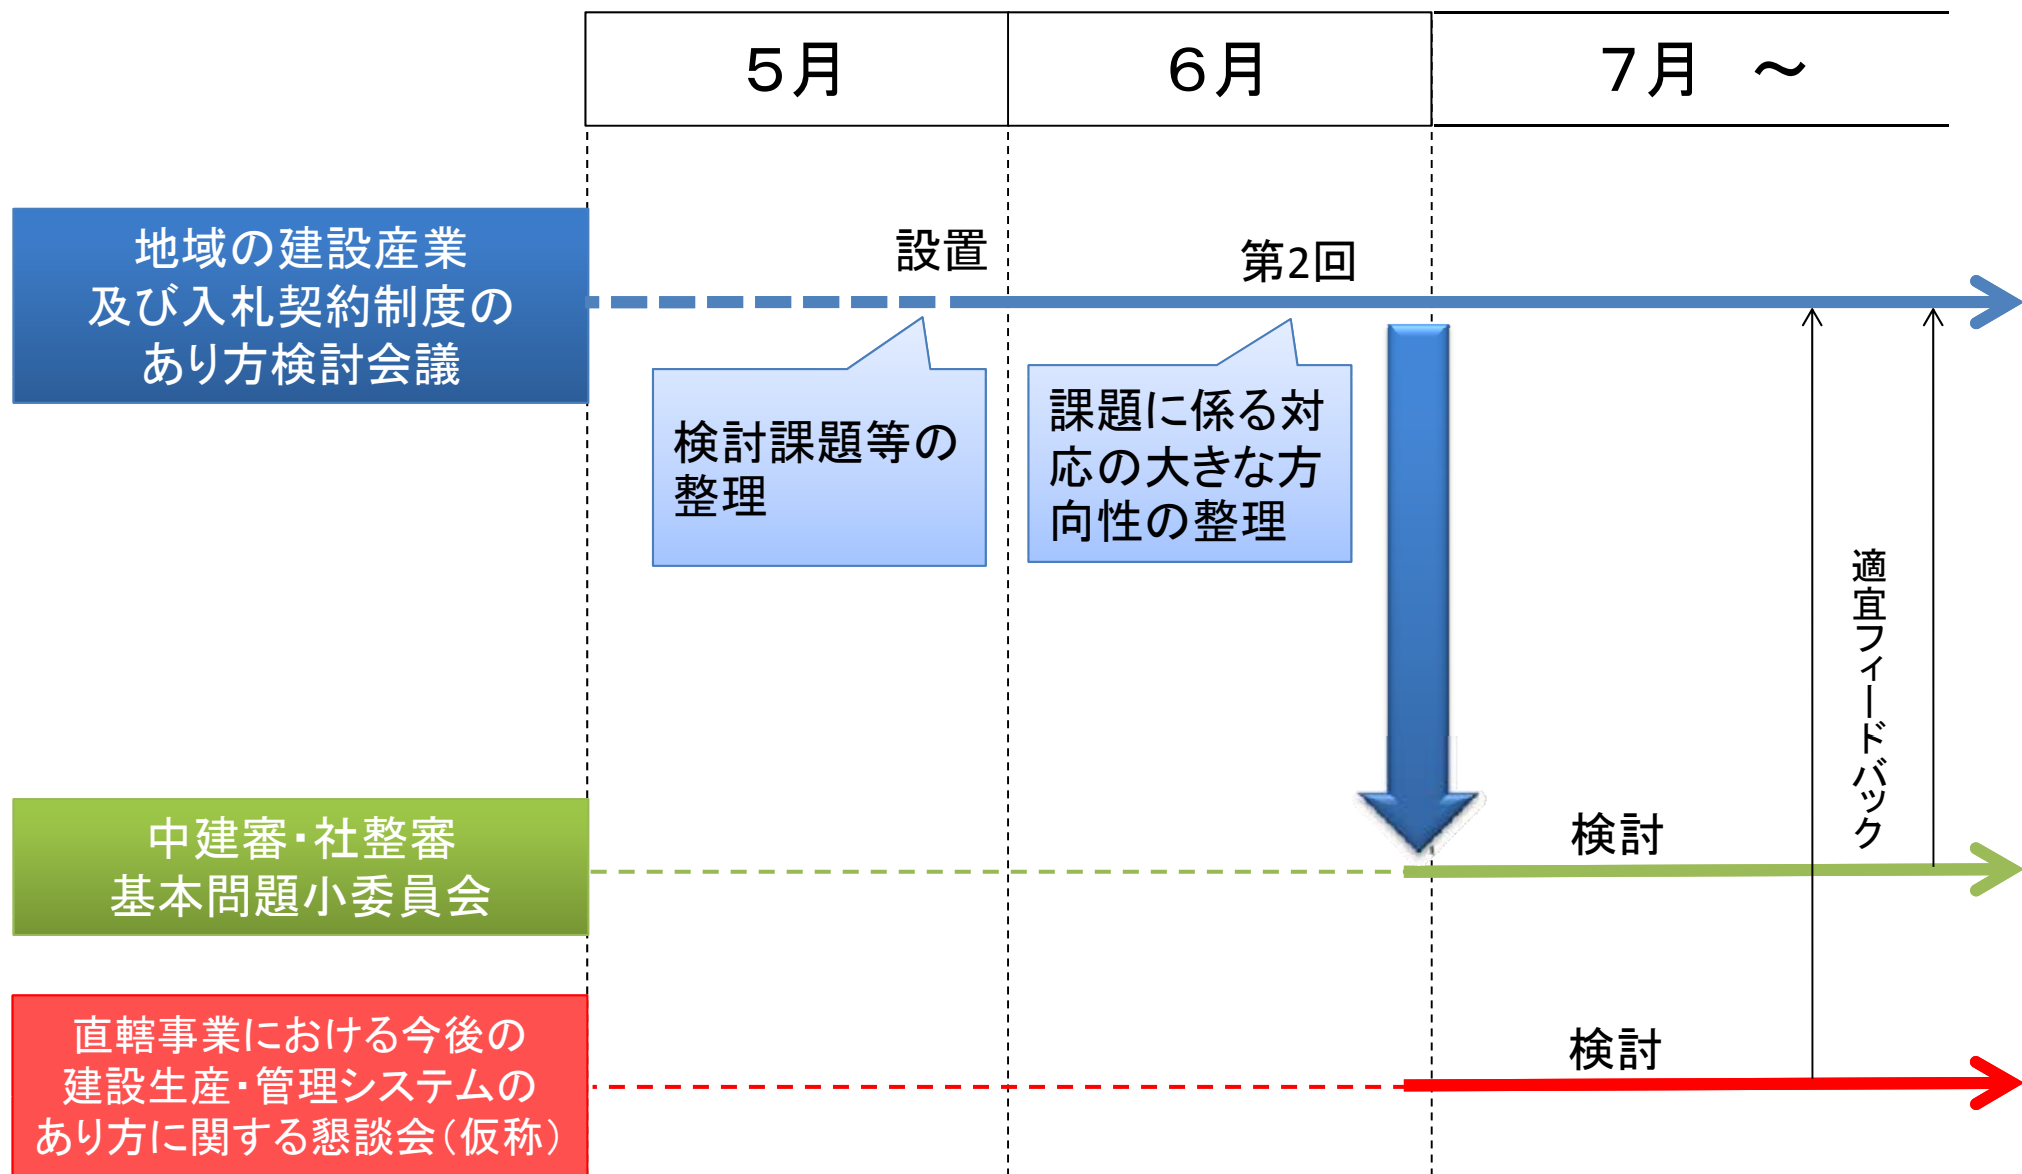 ５月
６月
７月　～
地域の建設産業
及び入札契約制度の
あり方検討会議
設置
第2回
検討課題等の
整理
課題に係る対
応の大きな方
向性の整理
適宜フィードバック
中建審・社整審
基本問題小委員会
検討
直轄事業における今後の
建設生産・管理システムの
あり方に関する懇談会（仮称）
検討